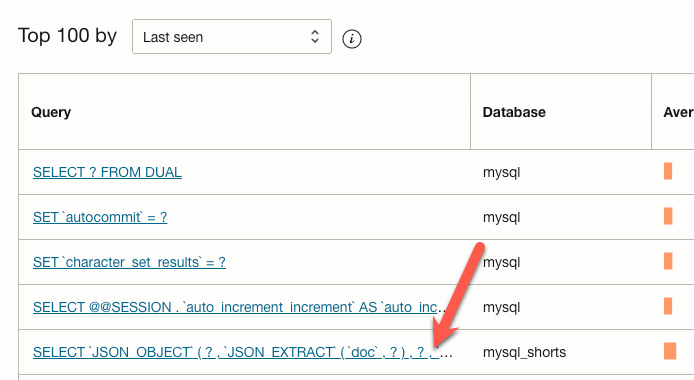 Top 100 by Last seen i
Query Database Aver
SELECT ? FROM DUAL mysql
SET `autocommit` = ? mysql
SET `character_set_results` = ? mysql
SELECT @@SESSION . `auto_increment_increment` AS `auto_inc... mysql
SELECT `JSON_OBJECT` ( ? , `JSON_EXTRACT` ( `doc` , ? ) , ? , `... mysql_shorts